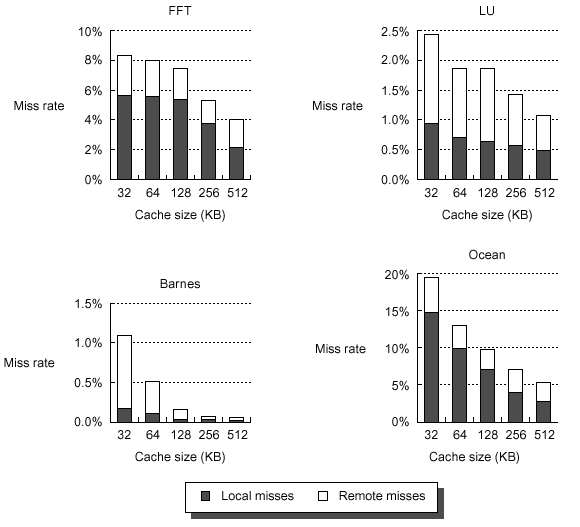 FFT
10%
8%
6%
4%
2%
0%
Miss rate
32 64 128 256 512
Cache size (KB)
LU
2.5%
2.0%
1.5%
1.0%
0.5%
0.0%
Miss rate
32 64 128 256 512
Cache size (KB)
Barnes
1.5%
1.0%
0.5%
0.0%
Miss rate
32 64 128 256 512
Cache size (KB)
Ocean
20%
15%
10%
5%
0%
Miss rate
32 64 128 256 512
Cache size (KB)
Local misses Remote misses